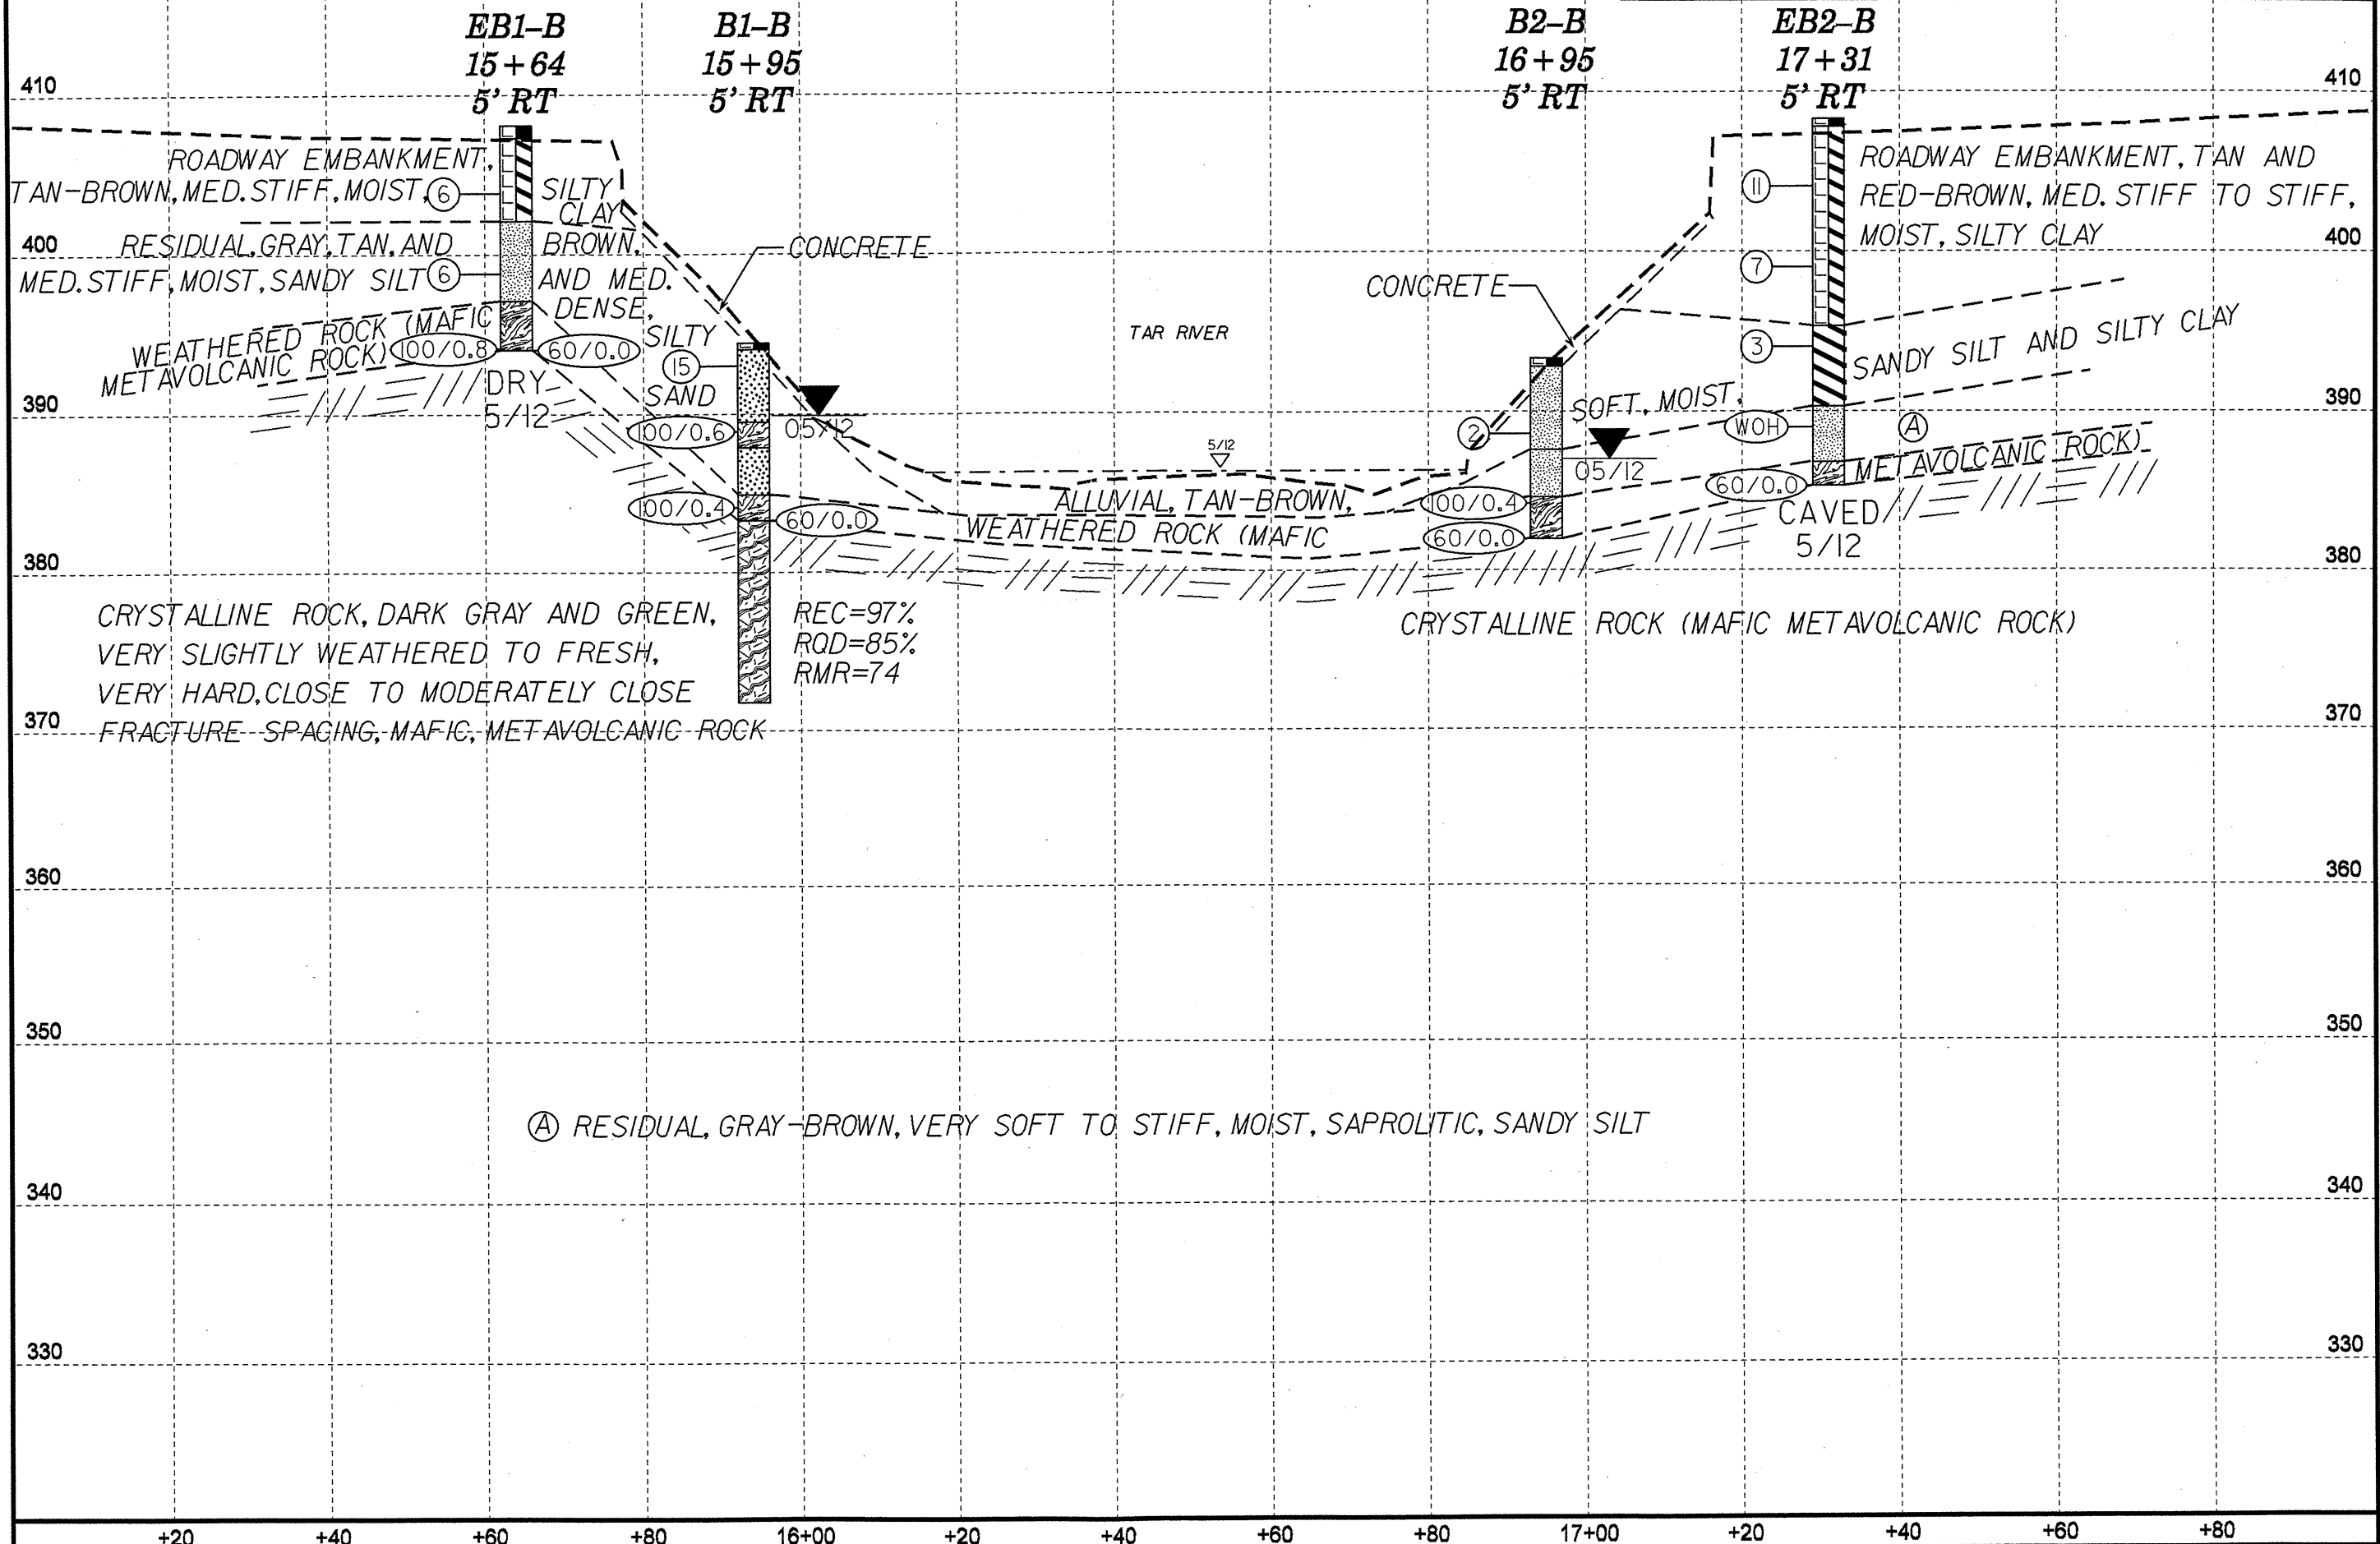 EB1-B
15+64
5' RT
B1-B
15+95
5' RT
B2-B
16+95
5' RT
EB2-B
17+31
5' RT
410
410
ROADWAY EMBANKMENT,
TAN-BROWN, MED. STIFF, MOIST,
6
SILTY
CLAY
11
ROADWAY EMBANKMENT, TAN AND
RED-BROWN, MED. STIFF TO STIFF,
MOIST, SILTY CLAY
400
400
RESIDUAL, GRAY, TAN, AND
MED. STIFF, MOIST, SANDY SILT
6
BROWN,
AND MED.
DENSE,
SILTY
SAND
CONCRETE
CONCRETE
7
TAR RIVER
WEATHERED ROCK (MAFIC
METAVOLCANIC ROCK)
100/0.8
60/0.0
15
3
SANDY SILT AND SILTY CLAY
DRY
5/12
390
390
100/0.6
05/12
5/12
2
SOFT, MOIST,
05/12
WOH
A
METAVOLCANIC ROCK)
60/0.0
100/0.4
60/0.0
ALLUVIAL, TAN-BROWN,
WEATHERED ROCK (MAFIC
100/0.4
60/0.0
CAVED
5/12
380
380
CRYSTALLINE ROCK, DARK GRAY AND GREEN,
VERY SLIGHTLY WEATHERED TO FRESH,
VERY HARD, CLOSE TO MODERATELY CLOSE
FRACTURE SPACING, MAFIC, METAVOLCANIC ROCK
REC=97%
RQD=85%
RMR=74
CRYSTALLINE ROCK (MAFIC METAVOLCANIC ROCK)
370
370
360
360
350
350
A RESIDUAL, GRAY-BROWN, VERY SOFT TO STIFF, MOIST, SAPROLITIC, SANDY SILT
340
340
330
330
+20
+40
+60
+80
16+00
+20
+40
+60
+80
17+00
+20
+40
+60
+80